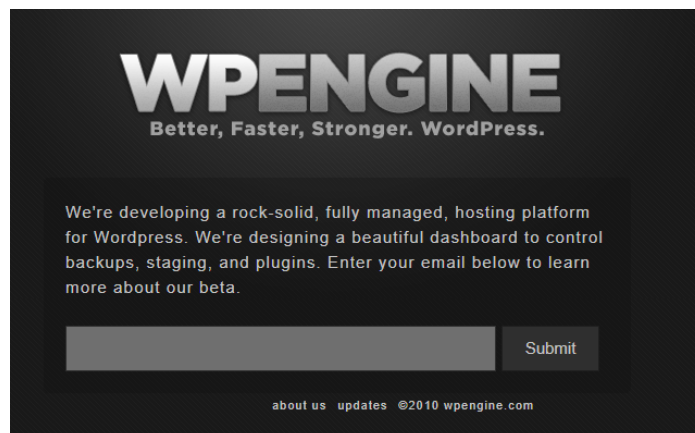 WPENGINE
Better, Faster, Stronger. WordPress.
We're developing a rock-solid, fully managed, hosting platform
for Wordpress. We're designing a beautiful dashboard to control
backups, staging, and plugins. Enter your email below to learn
more about our beta.
Submit
about us updates ©2010 wpengine.com